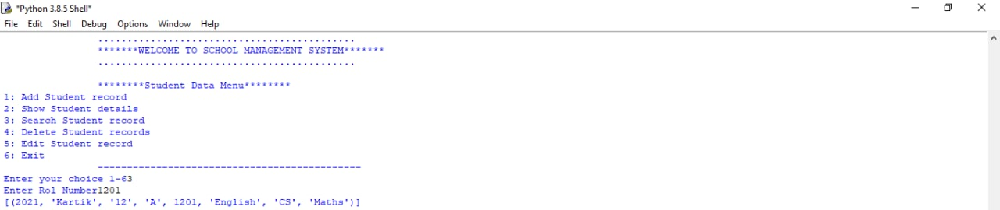 *Python 3.8.5 Shell*
File Edit Shell Debug Options Window Help
............................................
*******WELCOME TO SCHOOL MANAGEMENT SYSTEM*******
............................................
********Student Data Menu********
1: Add Student record
2: Show Student details
3: Search Student record
4: Delete Student records
5: Edit Student record
6: Exit
---------------------------------------------
Enter your choice 1-63
Enter Rol Number1201
[(2021, 'Kartik', '12', 'A', 1201, 'English', 'CS', 'Maths')]